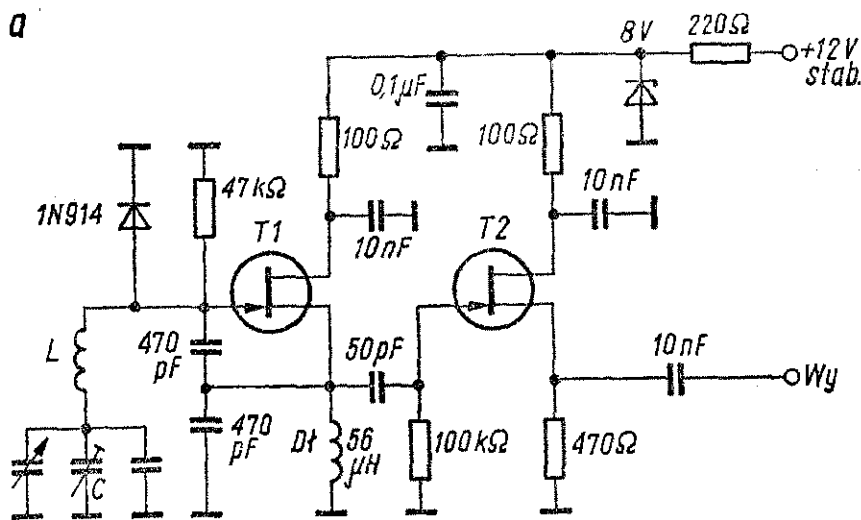 a
8V
220Ω
+12V
stab.
0,1μF
100Ω
100Ω
10nF
47kΩ
1N914
T1
10nF
T2
L
470
pF
50pF
10nF
Wy
470
pF
Dł
56
μH
100kΩ
470Ω
C